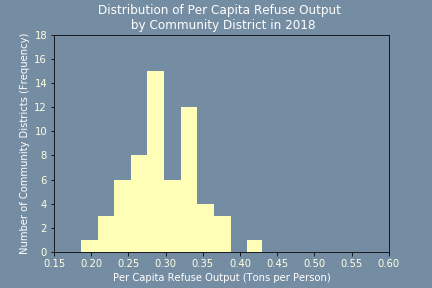 Distribution of Per Capita Refuse Output
by Community District in 2018
Number of Community Districts (Frequency)
18
16
14
12
10
8
6
4
2
0
0.15 0.20 0.25 0.30 0.35 0.40 0.45 0.50 0.55 0.60
Per Capita Refuse Output (Tons per Person)